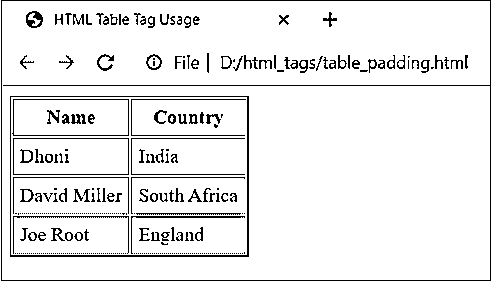 HTML Table Tag Usage
File | D:/html_tags/table_padding.html
Name Country
Dhoni India
David Miller South Africa
Joe Root England